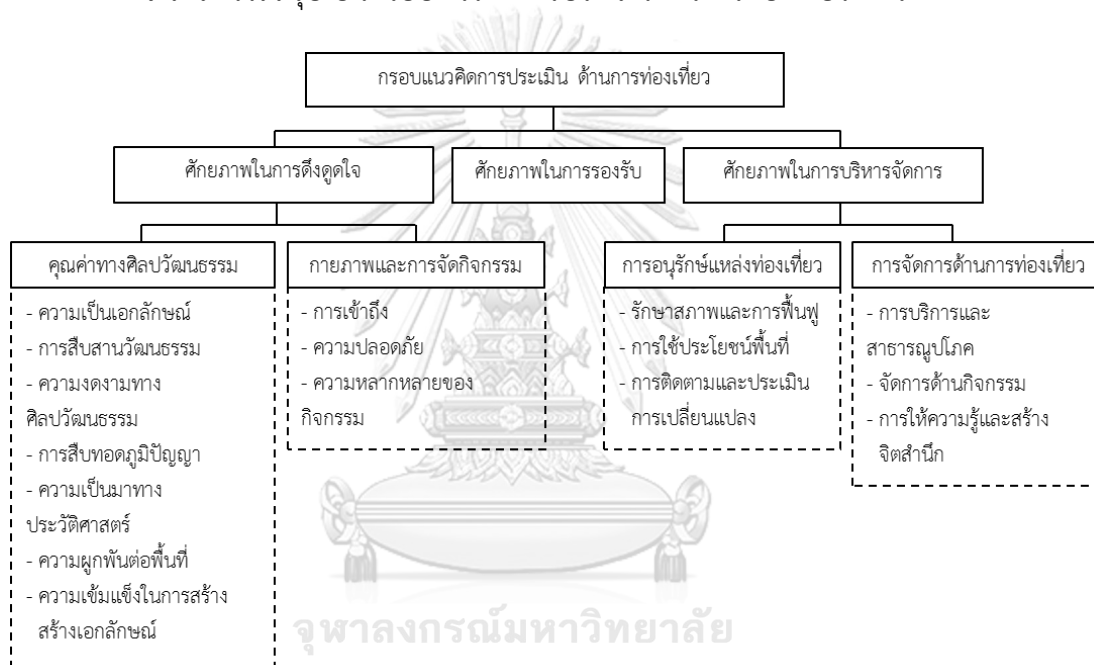 กรอบแนวคิดการประเมิน ด้านการท่องเที่ยว
ศักยภาพในการดึงดูดใจ
ศักยภาพในการรองรับ
ศักยภาพในการบริหารจัดการ
คุณค่าทางศิลปวัฒนธรรม
- ความเป็นเอกลักษณ์
- การสืบสานวัฒนธรรม
- ความงดงามทาง
ศิลปวัฒนธรรม
- การสืบทอดภูมิปัญญา
- ความเป็นมาทาง
ประวัติศาสตร์
- ความผูกพันต่อพื้นที่
- ความเข้มแข็งในการสร้าง
สร้างเอกลักษณ์
กายภาพและการจัดกิจกรรม
- การเข้าถึง
- ความปลอดภัย
- ความหลากหลายของ
กิจกรรม
การอนุรักษ์แหล่งท่องเที่ยว
- รักษาสภาพและการฟื้นฟู
- การใช้ประโยชน์พื้นที่
- การติดตามและประเมิน
การเปลี่ยนแปลง
การจัดการด้านการท่องเที่ยว
- การบริการและ
สาธารณูปโภค
- จัดการด้านกิจกรรม
- การให้ความรู้และสร้าง
จิตสำนึก
จุฬาลงกรณ์มหาวิทยาลัย